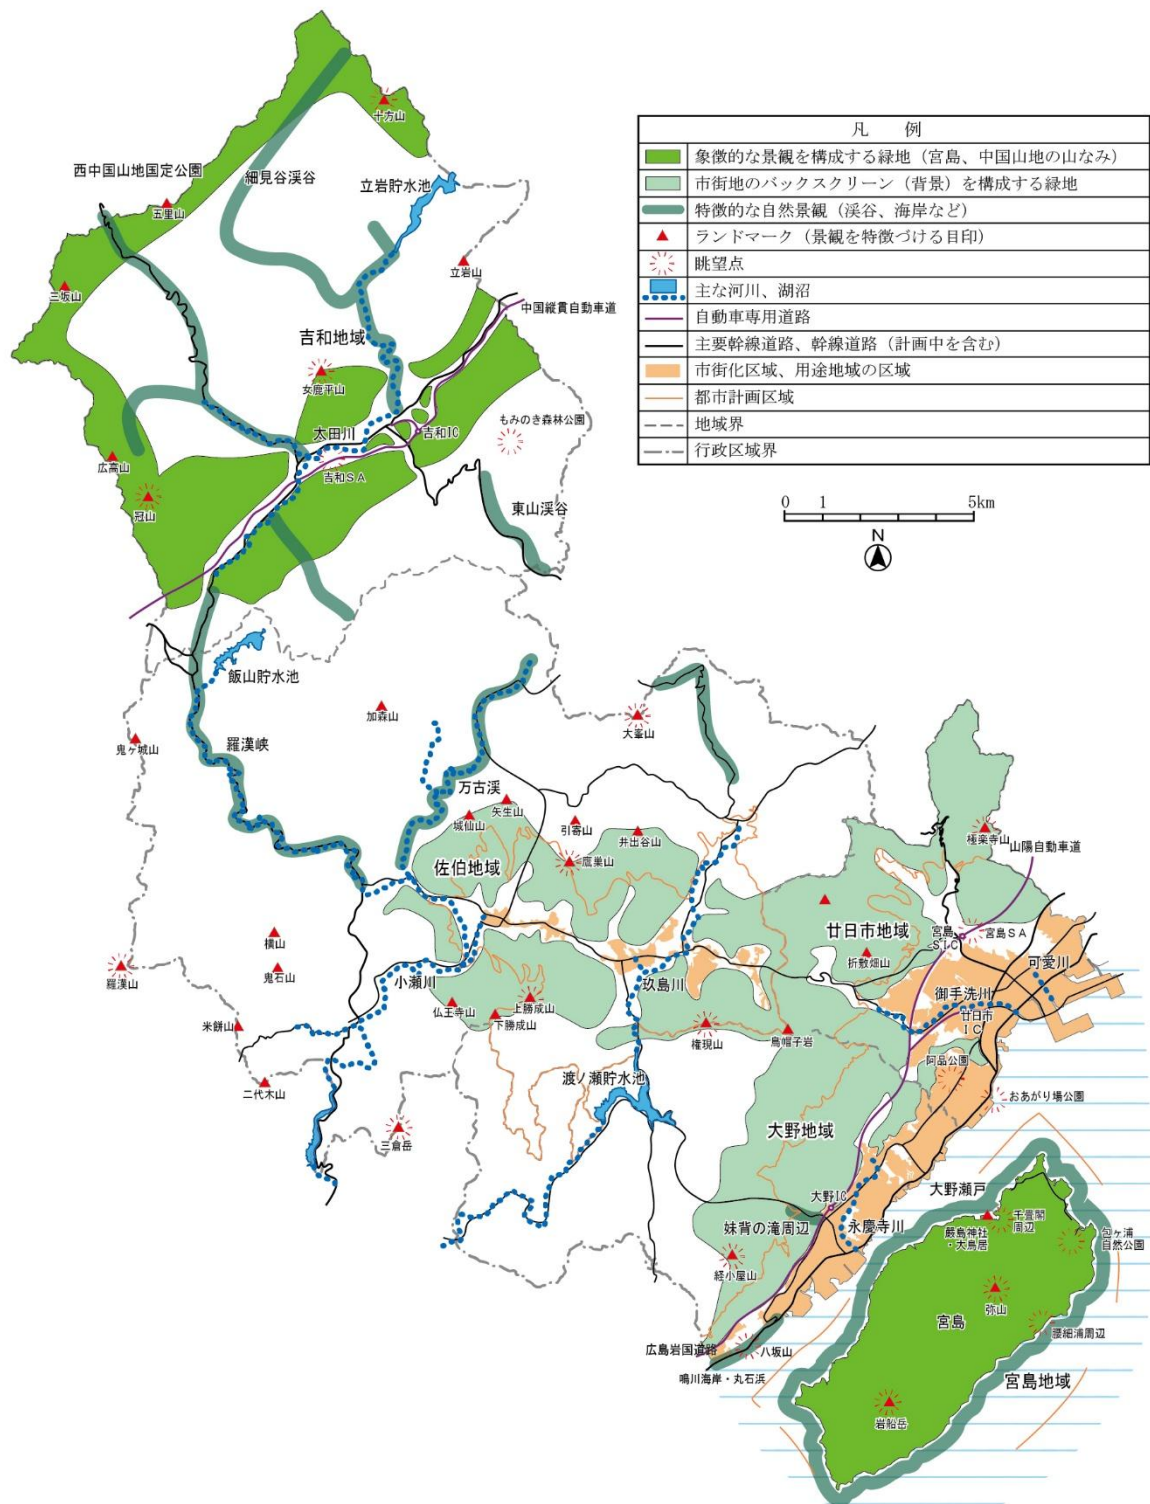 凡 例
象徴的な景観を構成する緑地（宮島、中国山地の山なみ）
市街地のバックスクリーン（背景）を構成する緑地
特徴的な自然景観（渓谷、海岸など）
ランドマーク（景観を特徴づける目印）
眺望点
主な河川、湖沼
自動車専用道路
主要幹線道路、幹線道路（計画中を含む）
市街化区域、用途地域の区域
都市計画区域
地域界
行政区域界
0 1 5km
N
十方山
西中国山地国定公園
細見谷渓谷
立岩貯水池
五里山
立岩山
三坂山
中国縦貫自動車道
吉和地域
女鹿平山
もみのき森林公園
太田川
吉和IC
広高山
吉和SA
冠山
東山渓谷
飯山貯水池
加森山
大峯山
鬼ヶ城山
羅漢峡
万古渓
矢生山
城仙山
引寄山
井出谷山
極楽寺山
山陽自動車道
佐伯地域
鷹巣山
廿日市地域
宮島
SIC
宮島SA
横山
折敷畑山
可愛川
羅漢山
鬼石山
小瀬川
玖島川
御手洗川
上勝成山
仏王寺山
下勝成山
廿日市
IC
米餅山
権現山
烏帽子岩
阿品公園
二代木山
渡ノ瀬貯水池
おあがり場公園
三倉岳
大野地域
大野瀬戸
大野IC
千畳閣
周辺
妹背の滝周辺
永慶寺川
厳島神社
・大鳥居
包ヶ浦
自然公園
経小屋山
弥山
宮島
腰細浦周辺
広島岩国道路
八坂山
鳴川海岸・丸石浜
宮島地域
岩船岳